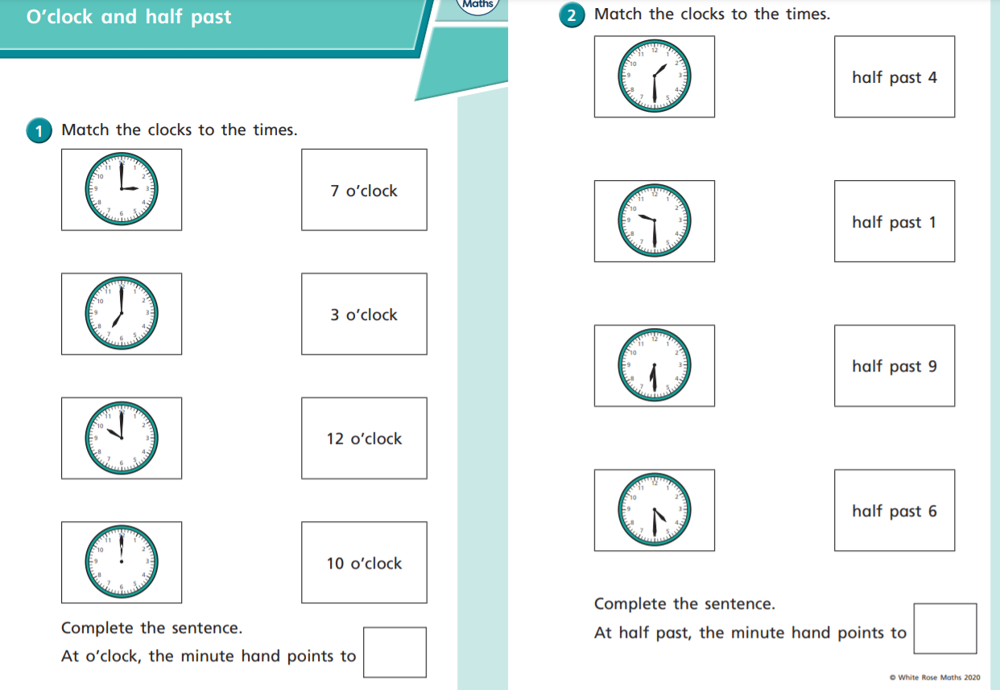 O’clock and half past
Maths
1 Match the clocks to the times.
7 o’clock
3 o’clock
12 o’clock
10 o’clock
Complete the sentence.
At o’clock, the minute hand points to
2 Match the clocks to the times.
half past 4
half past 1
half past 9
half past 6
Complete the sentence.
At half past, the minute hand points to
© White Rose Maths 2020